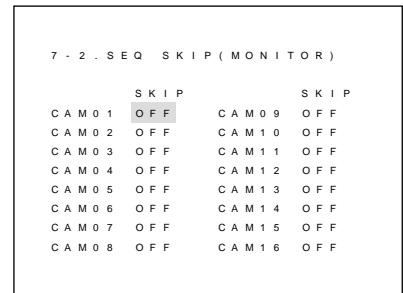 7-2.SEQ SKIP(MONITOR)
SKIP SKIP
CAM01 OFF CAM09 OFF
CAM02 OFF CAM10 OFF
CAM03 OFF CAM11 OFF
CAM04 OFF CAM12 OFF
CAM05 OFF CAM13 OFF
CAM06 OFF CAM14 OFF
CAM07 OFF CAM15 OFF
CAM08 OFF CAM16 OFF